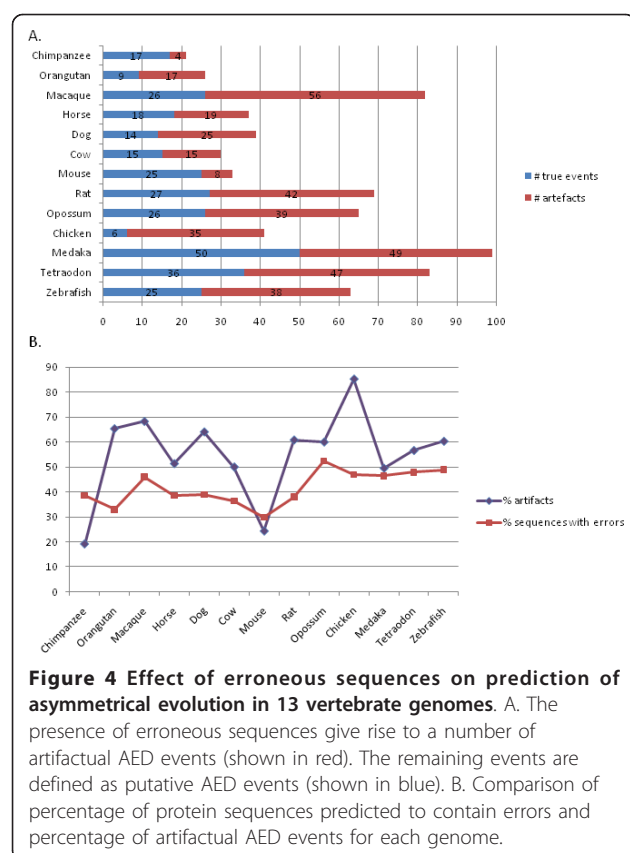 A.
Chimpanzee 17 4
Orangutan 9 17
Macaque 26 56
Horse 18 19
Dog 14 25
Cow 15 15
Mouse 25 8
Rat 27 42
Opossum 26 39
Chicken 6 35
Medaka 50 49
Tetraodon 36 47
Zebrafish 25 38
0 10 20 30 40 50 60 70 80 90 100
# true events
# artefacts
B.
90
80
70
60
50
40
30
20
10
0
Chimpanzee Orangutan Macaque Horse Dog Cow Mouse Rat Opossum Chicken Medaka Tetraodon Zebrafish
% artifacts
% sequences with errors
Figure 4 Effect of erroneous sequences on prediction of
asymmetrical evolution in 13 vertebrate genomes. A. The
presence of erroneous sequences give rise to a number of
artifactual AED events (shown in red). The remaining events are
defined as putative AED events (shown in blue). B. Comparison of
percentage of protein sequences predicted to contain errors and
percentage of artifactual AED events for each genome.